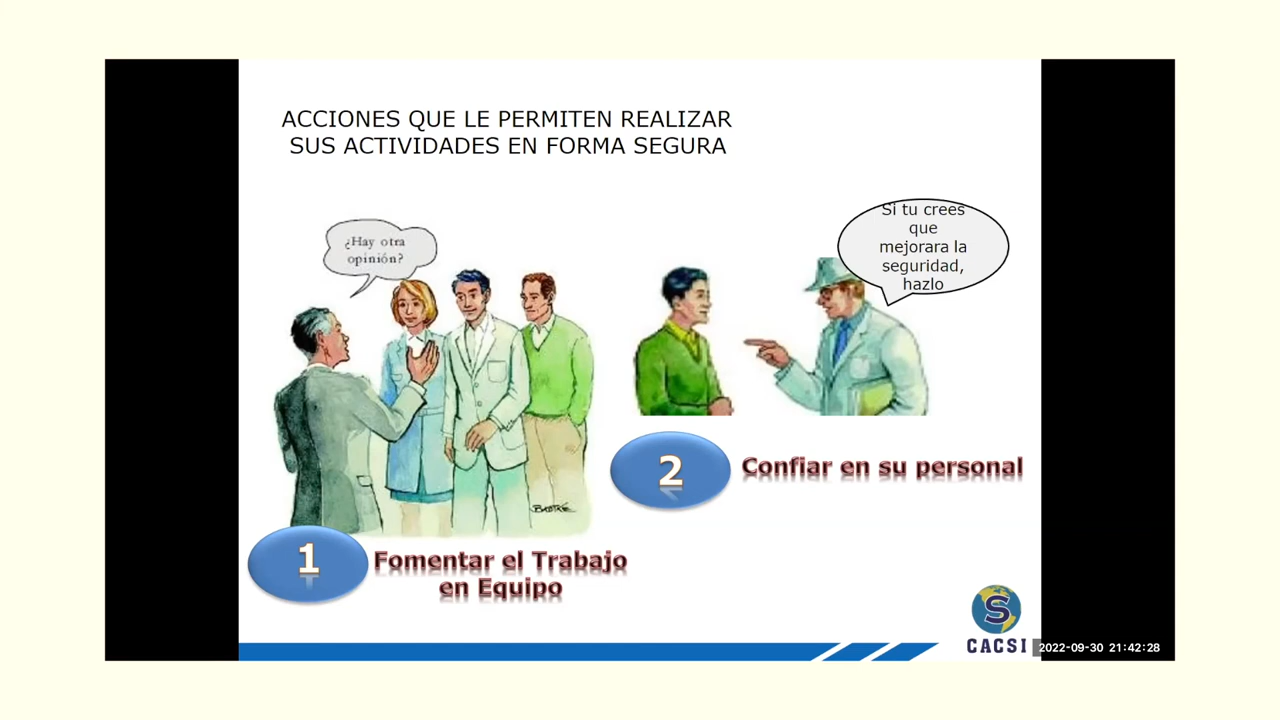 ACCIONES QUE LE PERMITEN REALIZAR
SUS ACTIVIDADES EN FORMA SEGURA
¿Hay otra
opinión?
Si tu crees
que
mejorara la
seguridad,
hazlo
2
Confiar en su personal
1
Fomentar el Trabajo
en Equipo
S
CACSI
2022-09-30 21:42:28